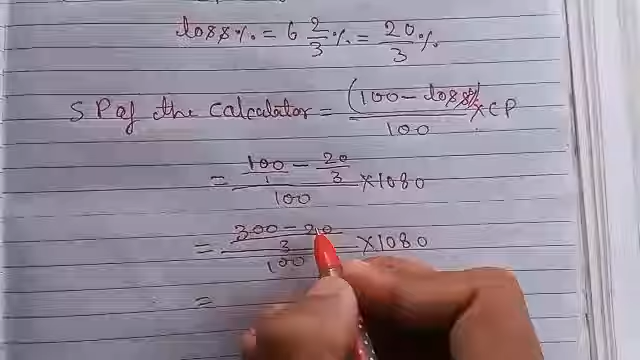 loss% = 6 2/3 % = 20/3 %
SP of the calculator = (100 - loss%)/100 × CP
= (100/1 - 20/3)/100 × 1080
= ((300 - 20)/3)/100 × 1080
=